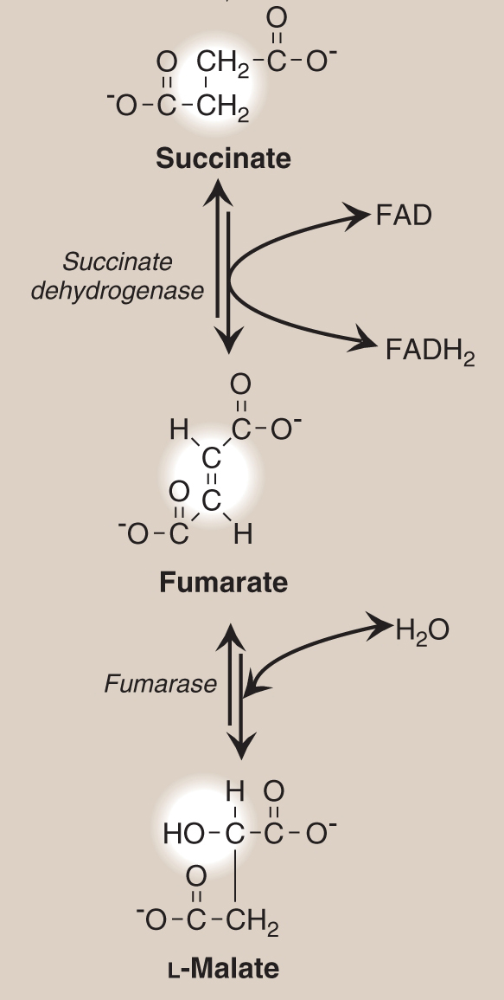 O
O CH₂–C–O⁻
⁻O–C–CH₂
Succinate
FAD
Succinate
dehydrogenase
FADH₂
O
H C–O⁻
C
O C
⁻O–C H
Fumarate
H₂O
Fumarase
H O
HO–C–C–O⁻
O
⁻O–C–CH₂
L-Malate